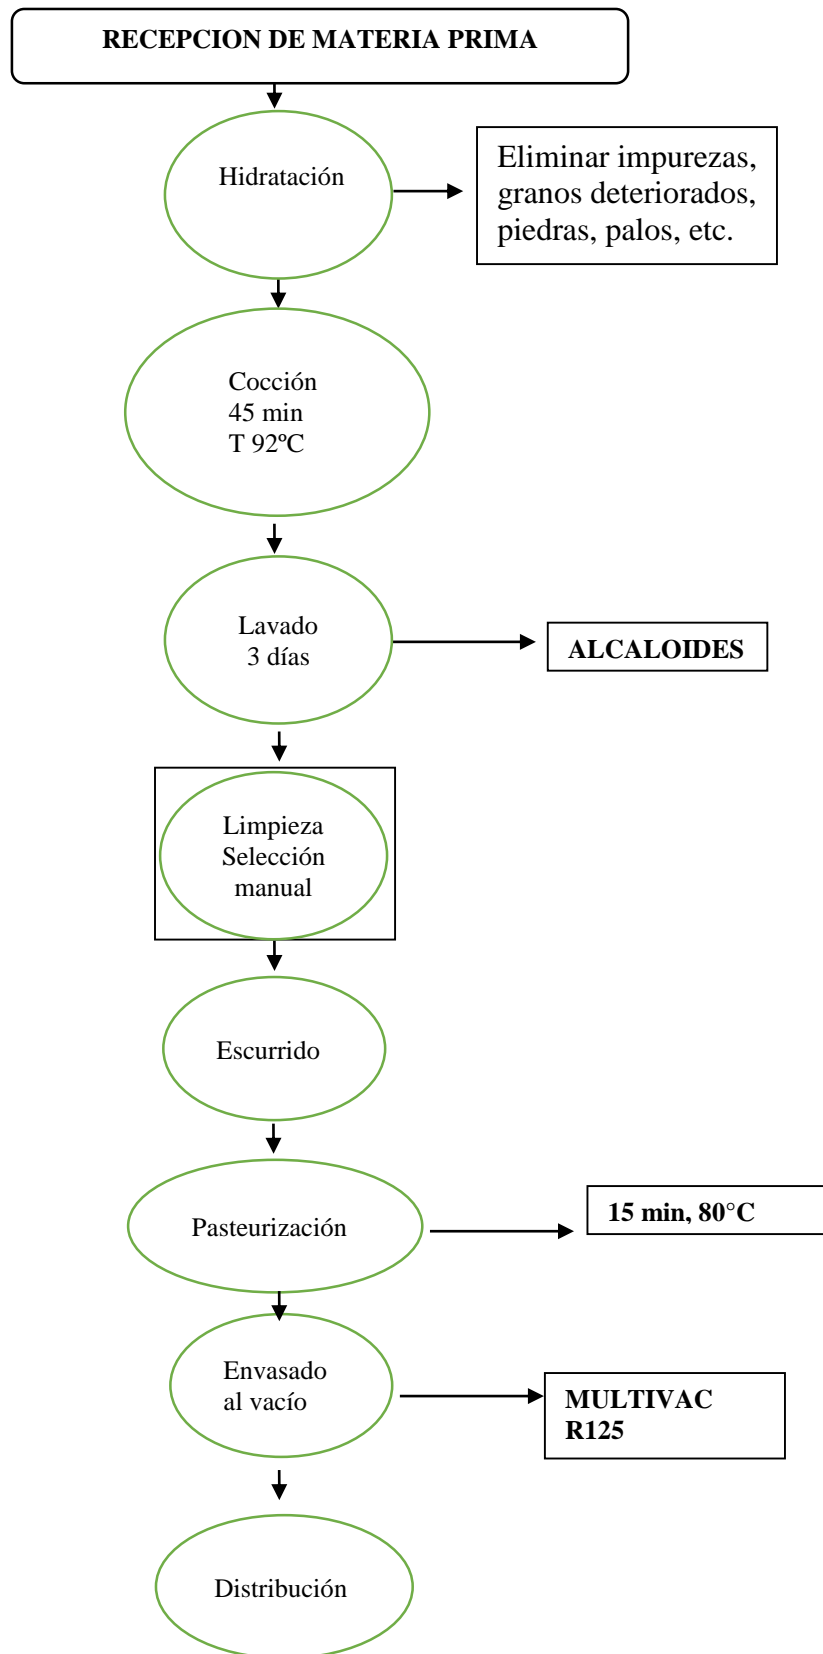 RECEPCION DE MATERIA PRIMA
Hidratación
Eliminar impurezas,
granos deteriorados,
piedras, palos, etc.
Cocción
45 min
T 92ºC
Lavado
3 días
ALCALOIDES
Limpieza
Selección
manual
Escurrido
Pasteurización
15 min, 80°C
Envasado
al vacío
MULTIVAC
R125
Distribución